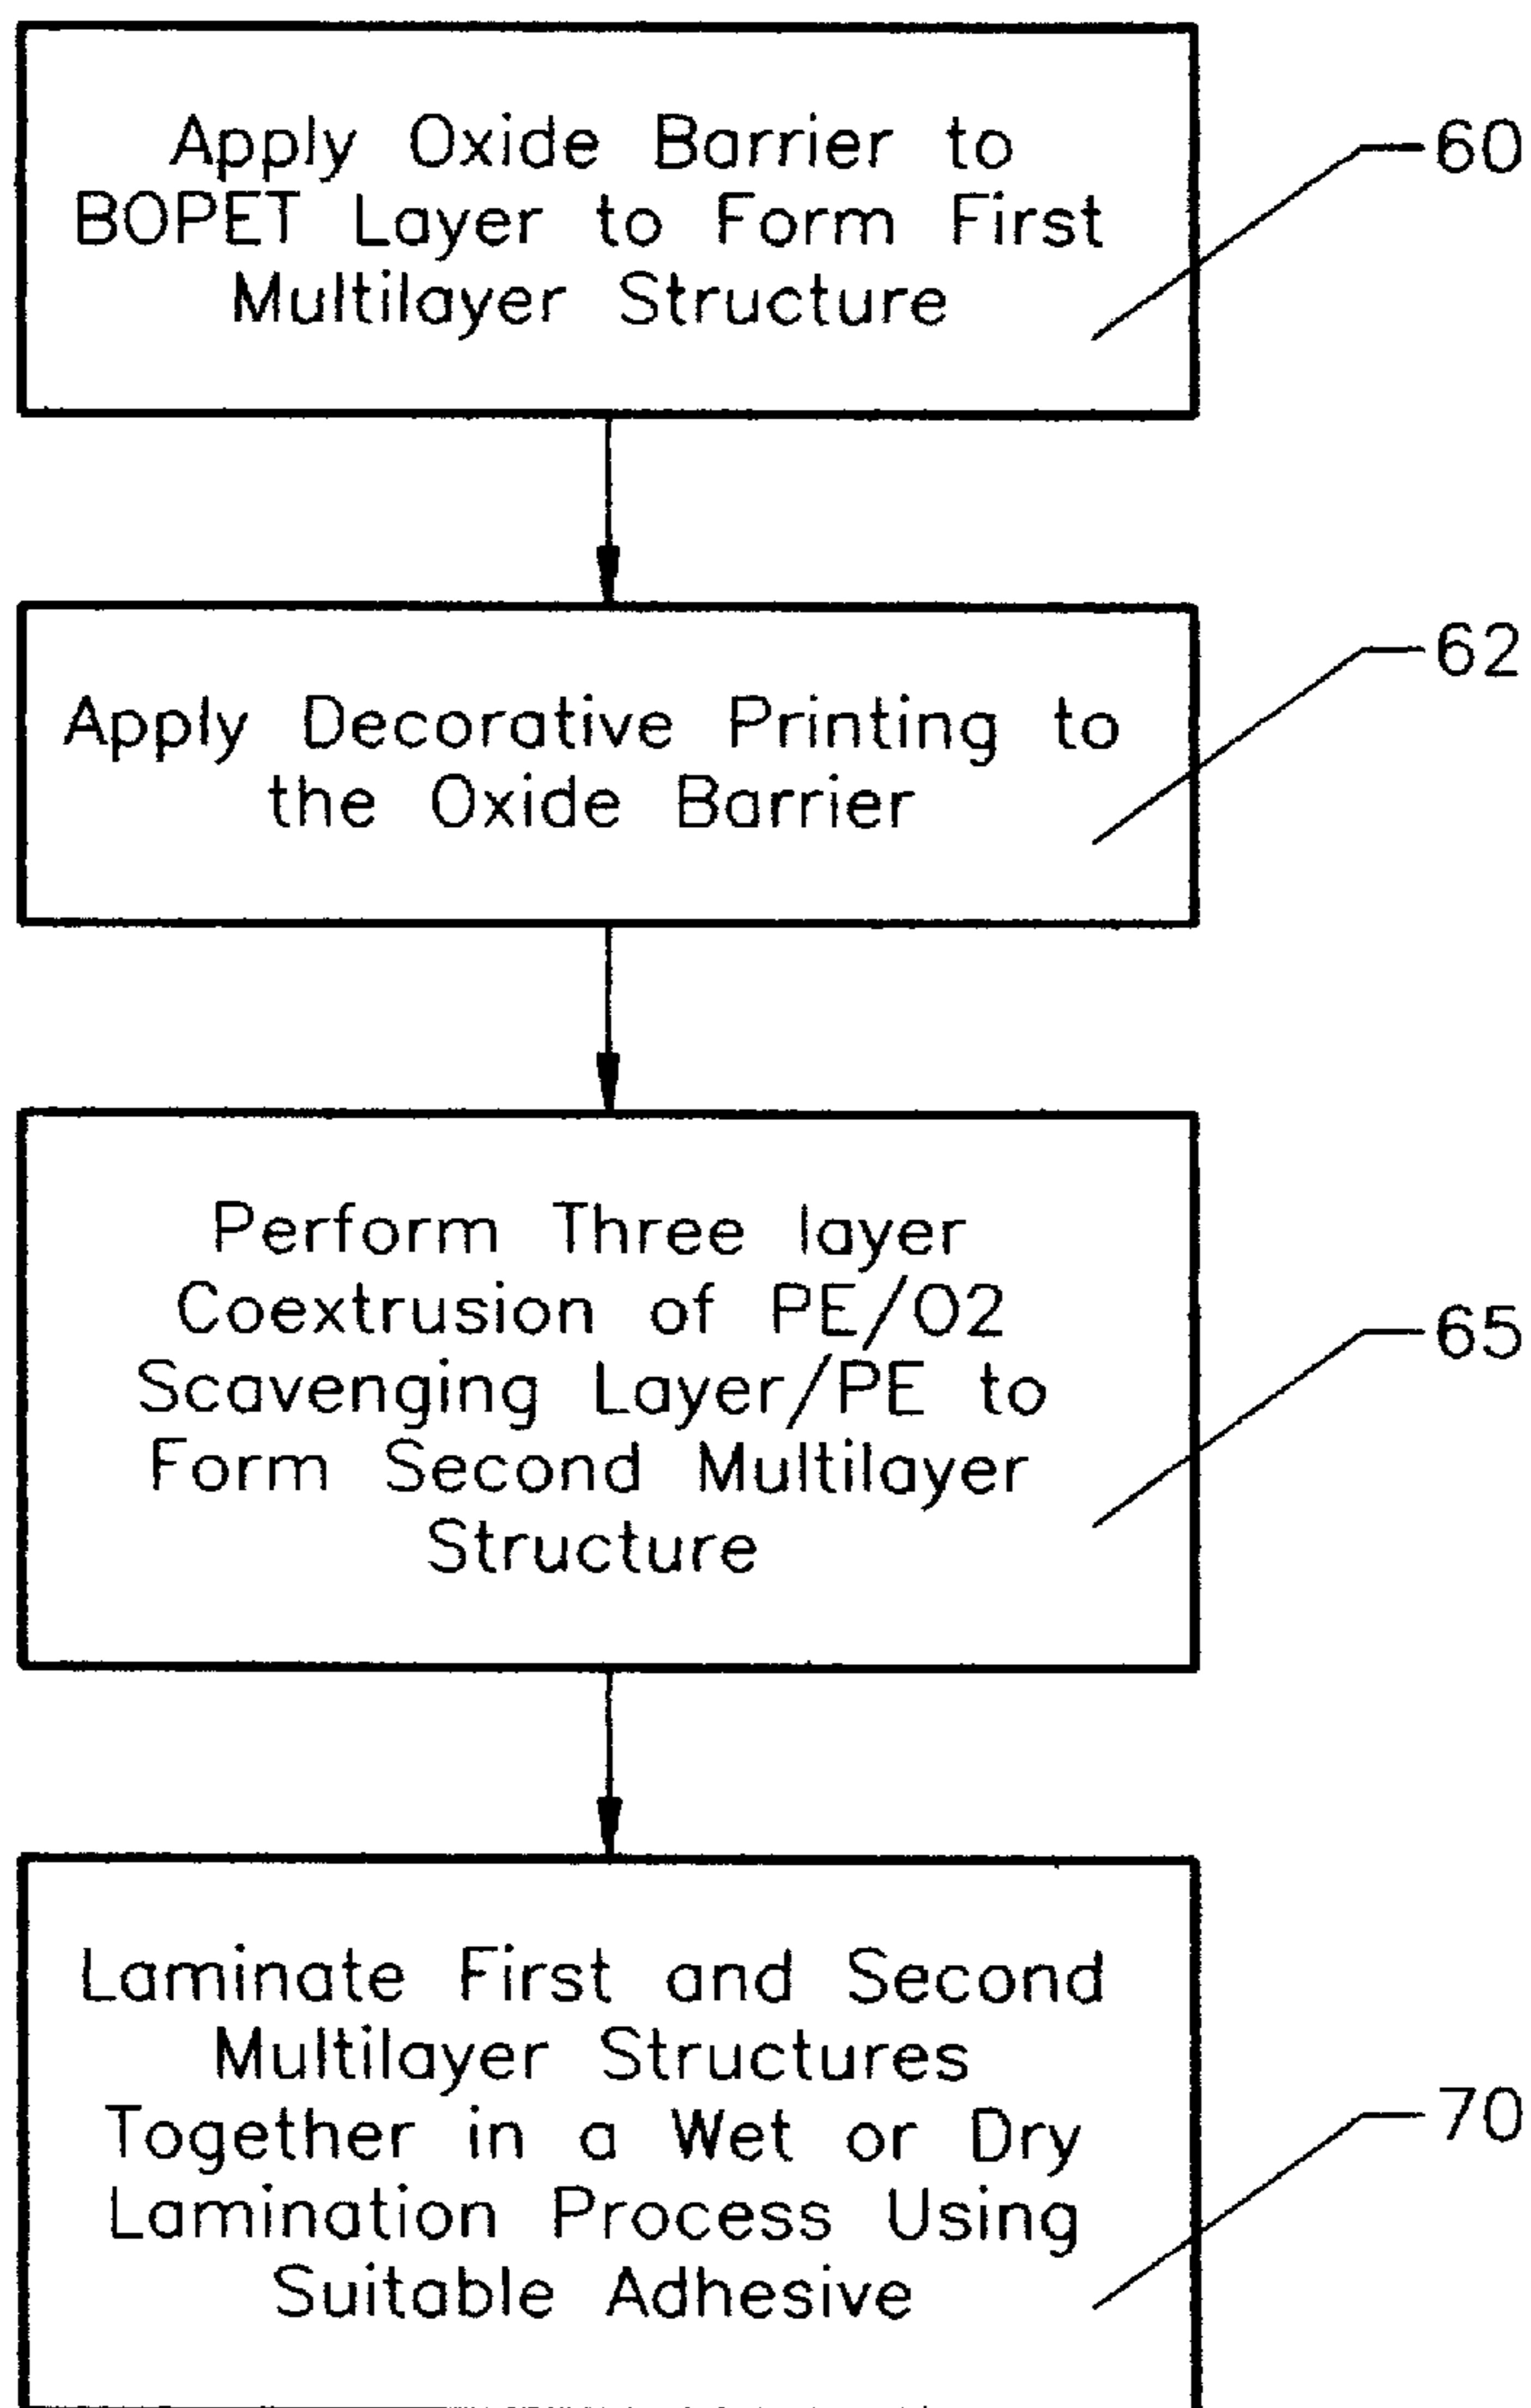 Apply Oxide Barrier to
BOPET Layer to Form First
Multilayer Structure
60
Apply Decorative Printing to
the Oxide Barrier
62
Perform Three layer
Coextrusion of PE/O2
Scavenging Layer/PE to
Form Second Multilayer
Structure
65
Laminate First and Second
Multilayer Structures
Together in a Wet or Dry
Lamination Process Using
Suitable Adhesive
70